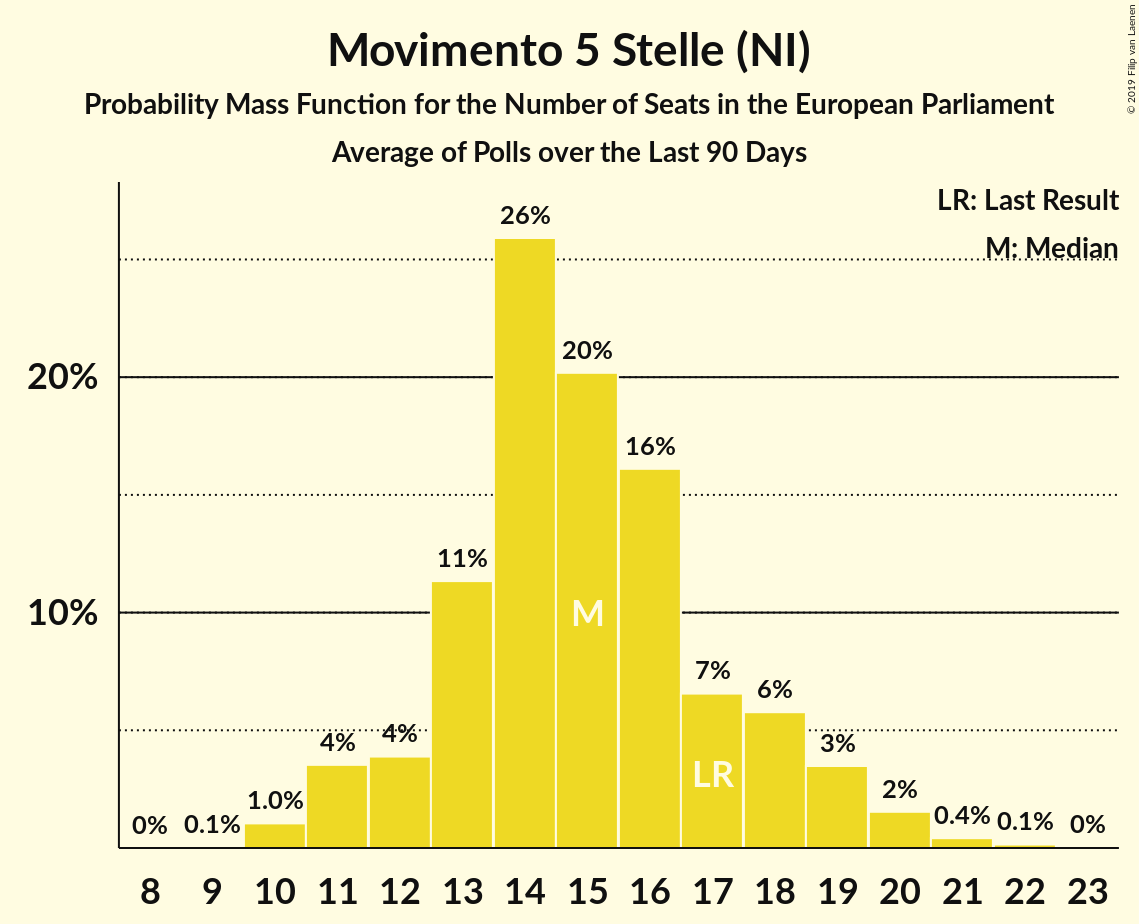 Movimento 5 Stelle (NI)
Probability Mass Function for the Number of Seats in the European Parliament
Average of Polls over the Last 90 Days
© 2019 Filip van Laenen
LR: Last Result
M: Median
26%
20%
20%
16%
11%
10%
M
7%
6%
4%
4%
3%
LR
2%
0%
0.1%
1.0%
0.4%
0.1%
0%
8 9 10 11 12 13 14 15 16 17 18 19 20 21 22 23